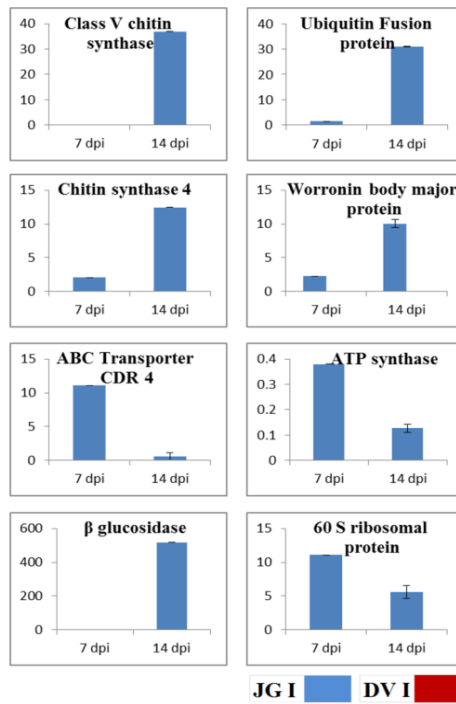 Class V chitin
synthase
40
30
20
10
0
7 dpi 14 dpi
Ubiquitin Fusion
protein
40
30
20
10
0
7 dpi 14 dpi
Chitin synthase 4
15
10
5
0
7 dpi 14 dpi
Worronin body major
protein
15
10
5
0
7 dpi 14 dpi
ABC Transporter
CDR 4
15
10
5
0
7 dpi 14 dpi
ATP synthase
0.4
0.3
0.2
0.1
0
7 dpi 14 dpi
β glucosidase
600
400
200
0
7 dpi 14 dpi
60 S ribosomal
protein
15
10
5
0
7 dpi 14 dpi
JG I DV I